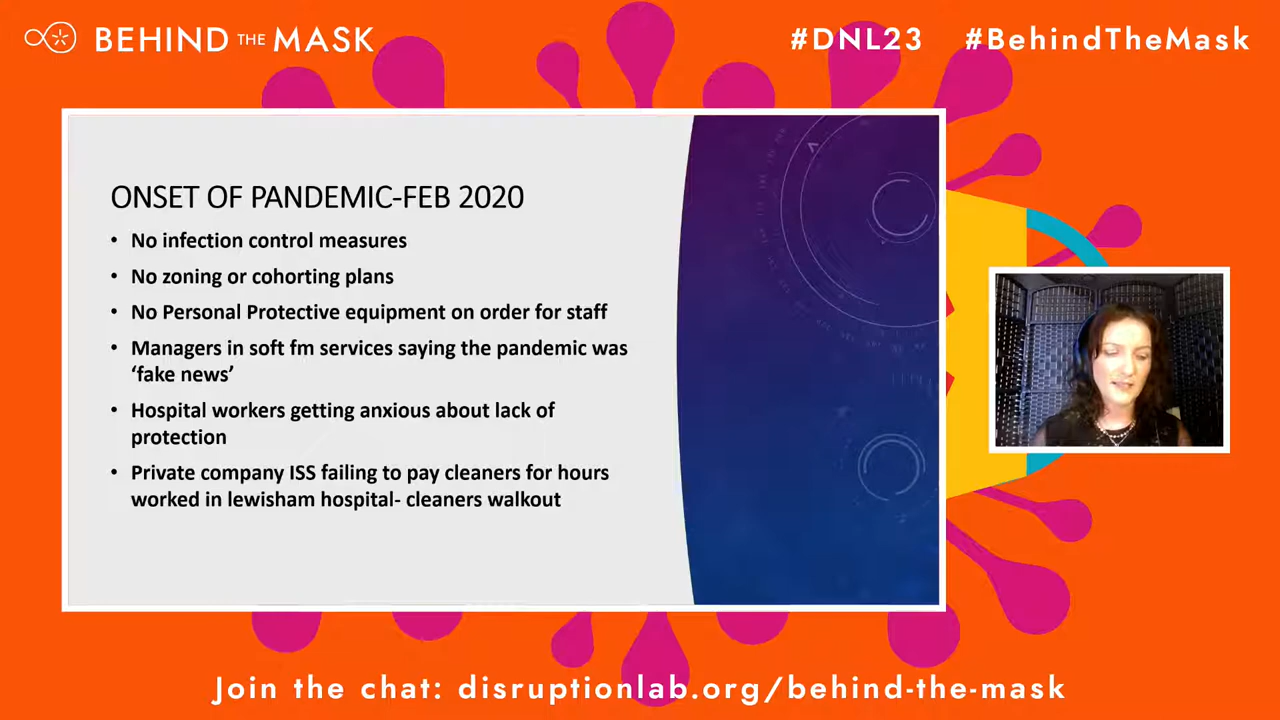 BEHIND THE MASK
#DNL23 #BehindTheMask
ONSET OF PANDEMIC-FEB 2020
• No infection control measures
• No zoning or cohorting plans
• No Personal Protective equipment on order for staff
• Managers in soft fm services saying the pandemic was
‘fake news’
• Hospital workers getting anxious about lack of
protection
• Private company ISS failing to pay cleaners for hours
worked in lewisham hospital- cleaners walkout
Join the chat: disruptionlab.org/behind-the-mask